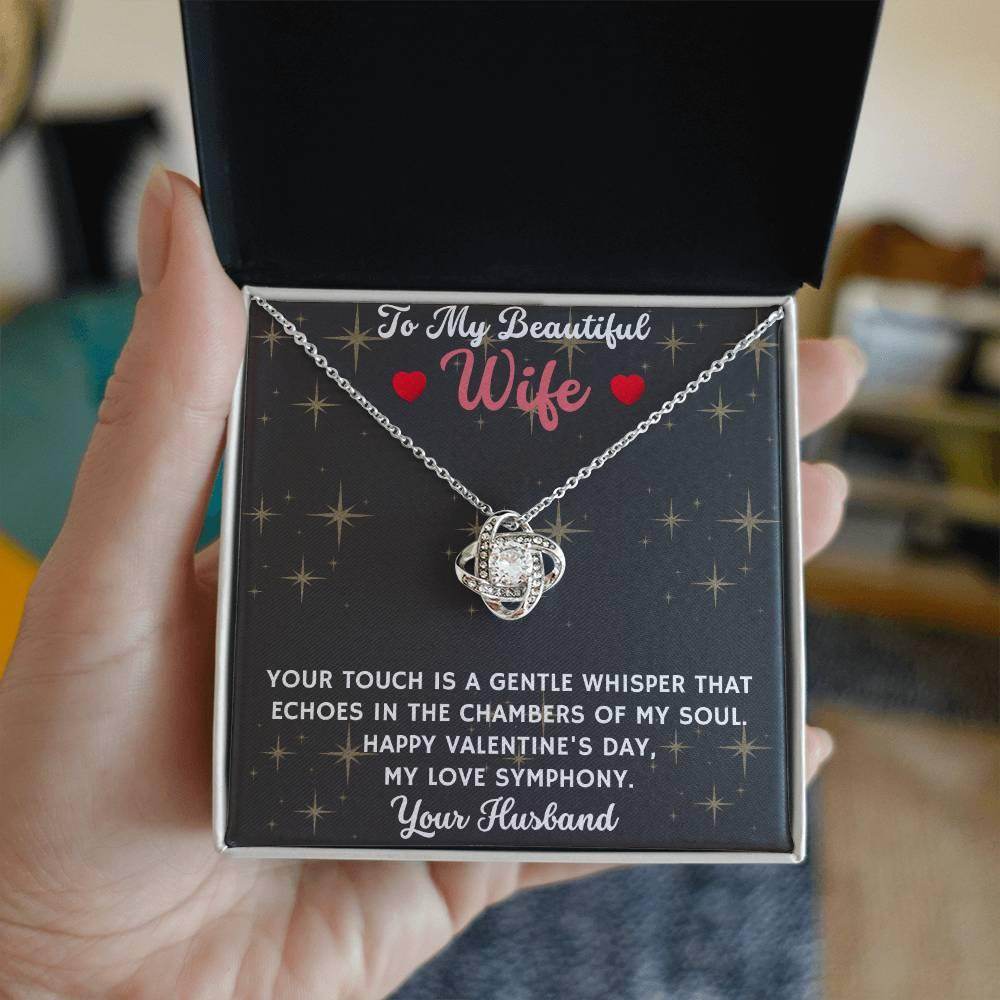 To My Beautiful
Wife
YOUR TOUCH IS A GENTLE WHISPER THAT
ECHOES IN THE CHAMBERS OF MY SOUL.
HAPPY VALENTINE'S DAY,
MY LOVE SYMPHONY.
Your Husband